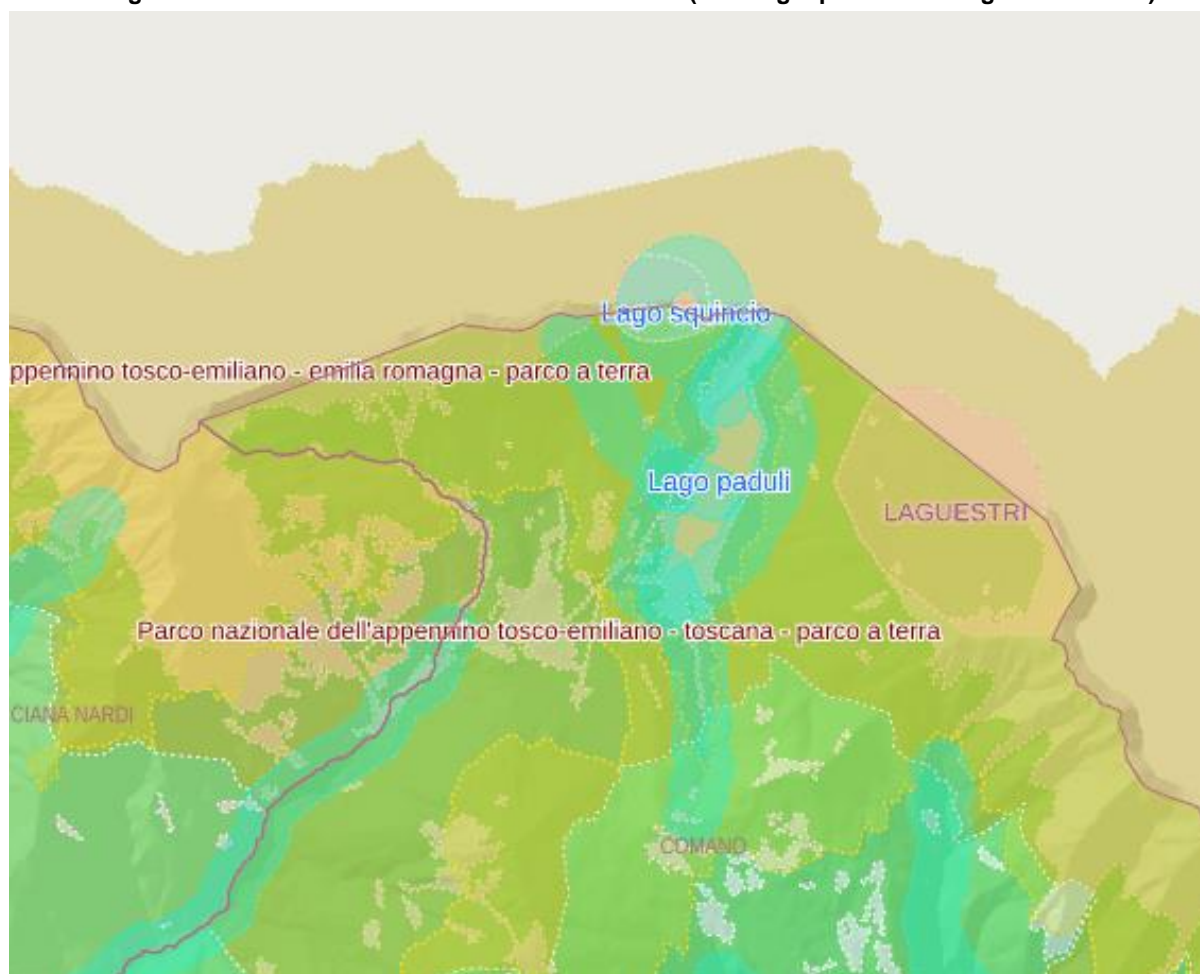 Lago squincio
ppennino tosco-emiliano - emilia romagna - parco a terra
Lago paduli
LAGUESTRI
Parco nazionale dell'appennino tosco-emiliano - toscana - parco a terra
CIANA NARDI
COMANO